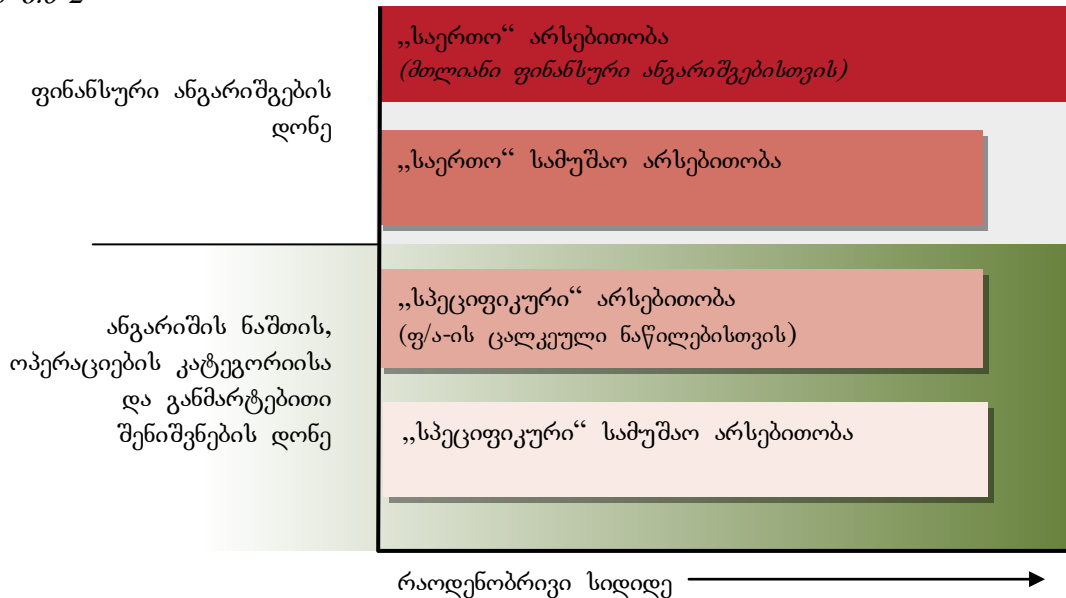 „საერთო“ არსებითობა
(მთლიანი ფინანსური ანგარიშგებისთვის)
ფინანსური ანგარიშგების
დონე
„საერთო“ სამუშაო არსებითობა
„სპეციფიკური“ არსებითობა
(ფ/ა-ის ცალკეული ნაწილებისთვის)
ანგარიშის ნაშთის,
ოპერაციების კატეგორიისა
და განმარტებითი
შენიშვნების დონე
„სპეციფიკური“ სამუშაო არსებითობა
რაოდენობრივი სიდიდე